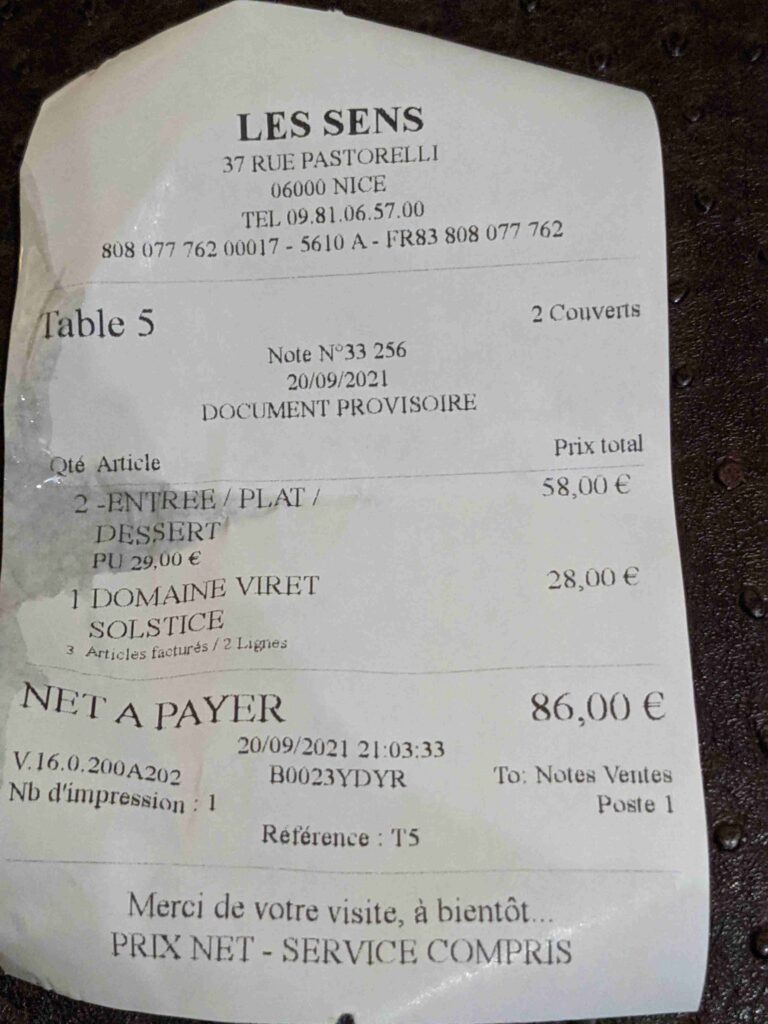 LES SENS
37 RUE PASTORELLI
06000 NICE
TEL 09.81.06.57.00
808 077 762 00017 - 5610 A - FR83 808 077 762
Table 5 2 Couverts
Note N°33 256
20/09/2021
DOCUMENT PROVISOIRE
Qté Article Prix total
2 -ENTREE / PLAT / 58,00 €
DESSERT
PU 29,00 €
1 DOMAINE VIRET 28,00 €
SOLSTICE
3 Articles facturés / 2 Lignes
NET A PAYER 86,00 €
20/09/2021 21:03:33
V.16.0.200A202 B0023YDYR To: Notes Ventes
Nb d'impression : 1 Poste 1
Référence : T5
Merci de votre visite, à bientôt...
PRIX NET - SERVICE COMPRIS